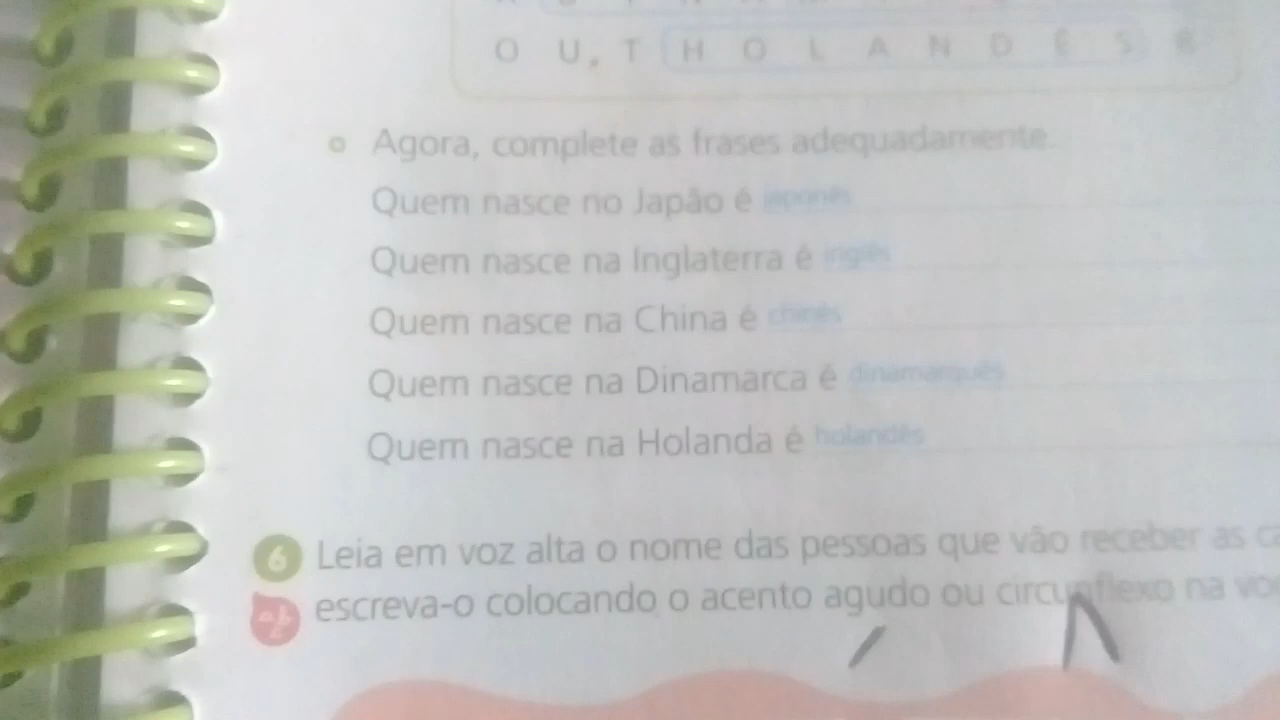 O U , T H O L A N D Ê S R
Agora, complete as frases adequadamente.
Quem nasce no Japão é japonês
Quem nasce na Inglaterra é inglês
Quem nasce na China é chinês
Quem nasce na Dinamarca é dinamarquês
Quem nasce na Holanda é holandês
6 Leia em voz alta o nome das pessoas que vão receber as
escreva-o colocando o acento agudo ou circunflexo na